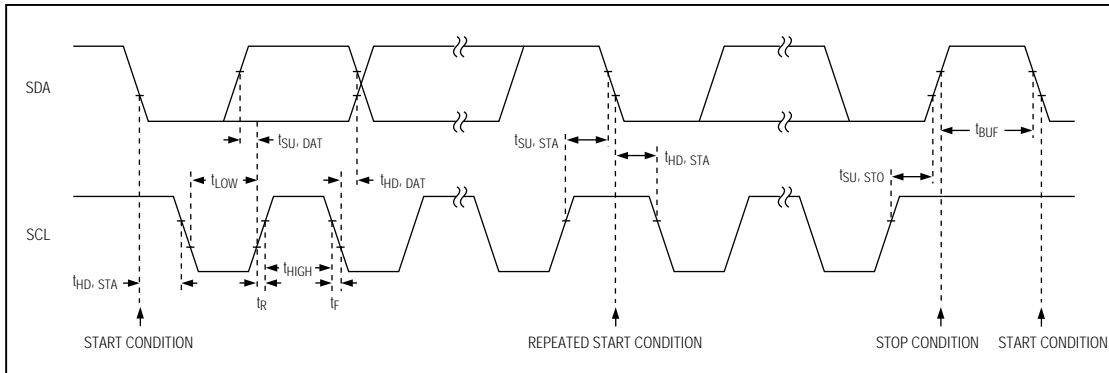 SDA
tSU, DAT
tSU, STA
tBUF
tLOW
tHD, DAT
tHD, STA
tSU, STO
SCL
tHD, STA
tHIGH
tR
tF
START CONDITION
REPEATED START CONDITION
STOP CONDITION
START CONDITION